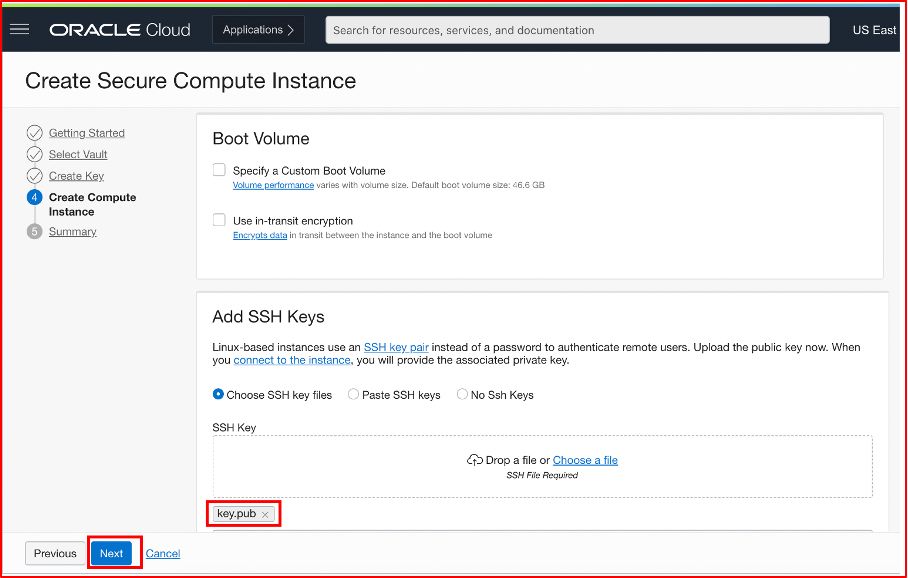 ORACLE Cloud
Applications
Search for resources, services, and documentation
US East
Create Secure Compute Instance
Getting Started
Select Vault
Create Key
4
Create Compute
Instance
5
Summary
Boot Volume
Specify a Custom Boot Volume
Volume performance varies with volume size. Default boot volume size: 46.6 GB
Use in-transit encryption
Encrypts data in transit between the instance and the boot volume
Add SSH Keys
Linux-based instances use an SSH key pair instead of a password to authenticate remote users. Upload the public key now. When
you connect to the instance, you will provide the associated private key.
Choose SSH key files
Paste SSH keys
No Ssh Keys
SSH Key
Drop a file or Choose a file
SSH File Required
key.pub ×
Previous
Next
Cancel